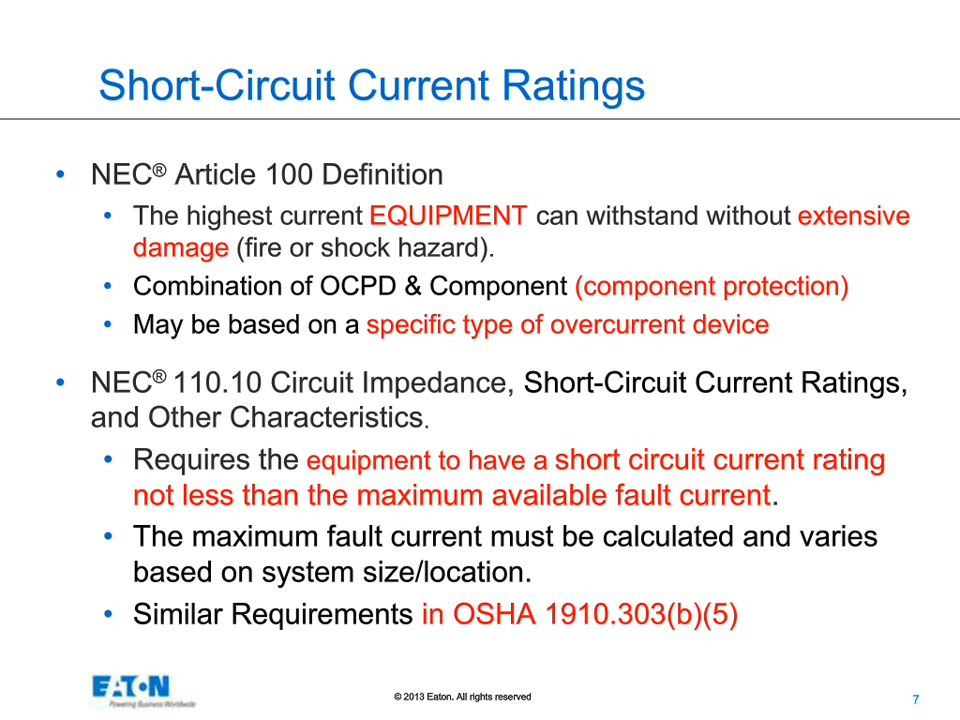 Short-Circuit Current Ratings
• NEC® Article 100 Definition
• The highest current EQUIPMENT can withstand without extensive
damage (fire or shock hazard).
• Combination of OCPD & Component (component protection)
• May be based on a specific type of overcurrent device
• NEC® 110.10 Circuit Impedance, Short-Circuit Current Ratings,
and Other Characteristics.
• Requires the equipment to have a short circuit current rating
not less than the maximum available fault current.
• The maximum fault current must be calculated and varies
based on system size/location.
• Similar Requirements in OSHA 1910.303(b)(5)
EATON
Powering Business Worldwide
© 2013 Eaton. All rights reserved
7